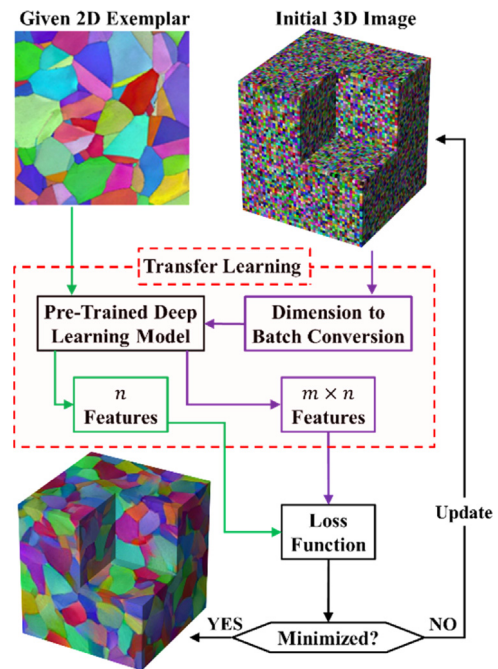 Given 2D Exemplar
Initial 3D Image
Transfer Learning
Pre-Trained Deep
Learning Model
Dimension to
Batch Conversion
n
Features
m × n
Features
Loss
Function
Update
YES
Minimized?
NO